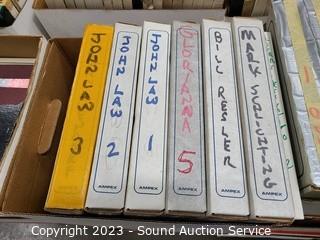 JOHN LAW
3
JOHN LAW
2
AMPEX
JOHN LAW
1
AMPEX
GLORIANNA
5
AMPEX
BILL
RESLER
AMPEX
MARK SCHLICHTING
AMPEX
Copyright 2023 - Sound Auction Service